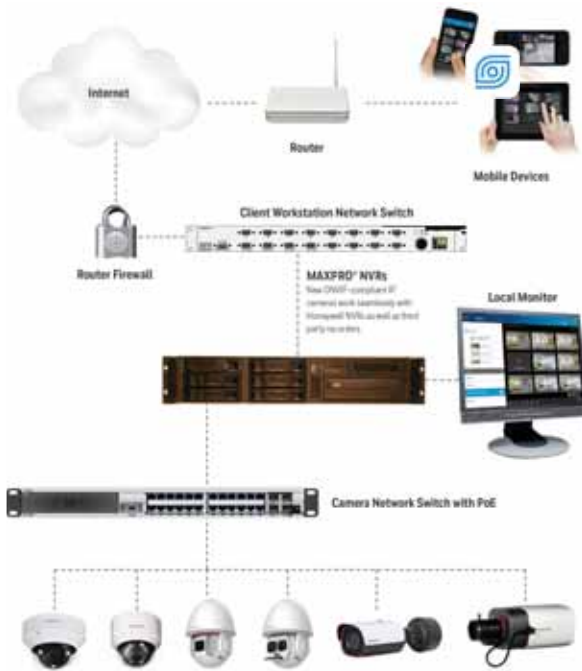 Internet
Router
Mobile Devices
Client Workstation Network Switch
Router Firewall
MAXPRO® NVRs
New ONVIF-compliant IP
cameras work seamlessly with
Honeywell NVRs as well as third
party recorders.
Local Monitor
Camera Network Switch with PoE